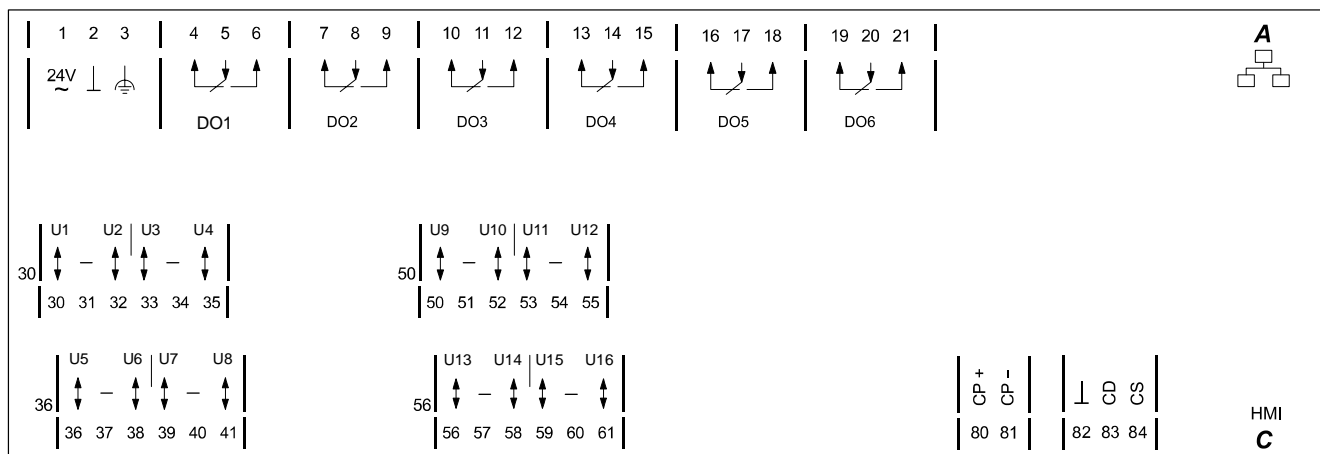 1 2 3 4 5 6 7 8 9 10 11 12 13 14 15 16 17 18 19 20 21 A
24V
~
DO1 DO2 DO3 DO4 DO5 DO6
U1 U2 U3 U4 U9 U10 U11 U12
30 – – 50 – –
30 31 32 33 34 35 50 51 52 53 54 55
U5 U6 U7 U8 U13 U14 U15 U16
36 – – 56 – – CP + CP – CD CS
36 37 38 39 40 41 56 57 58 59 60 61 80 81 82 83 84
HMI
C